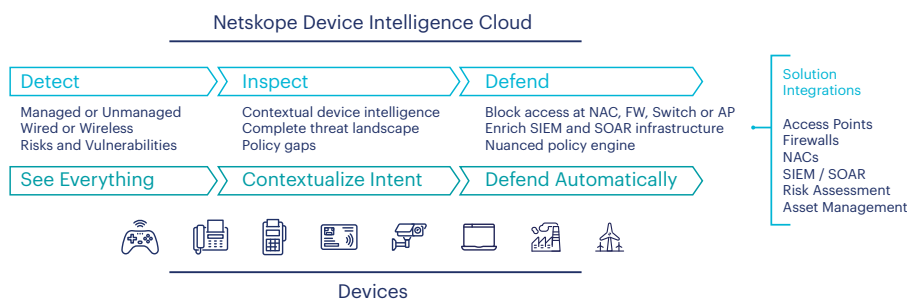 Netskope Device Intelligence Cloud
Detect
Managed or Unmanaged
Wired or Wireless
Risks and Vulnerabilities
See Everything
Inspect
Contextual device intelligence
Complete threat landscape
Policy gaps
Contextualize Intent
Defend
Block access at NAC, FW, Switch or AP
Enrich SIEM and SOAR infrastructure
Nuanced policy engine
Defend Automatically
Solution
Integrations
Access Points
Firewalls
NACs
SIEM / SOAR
Risk Assessment
Asset Management
Devices